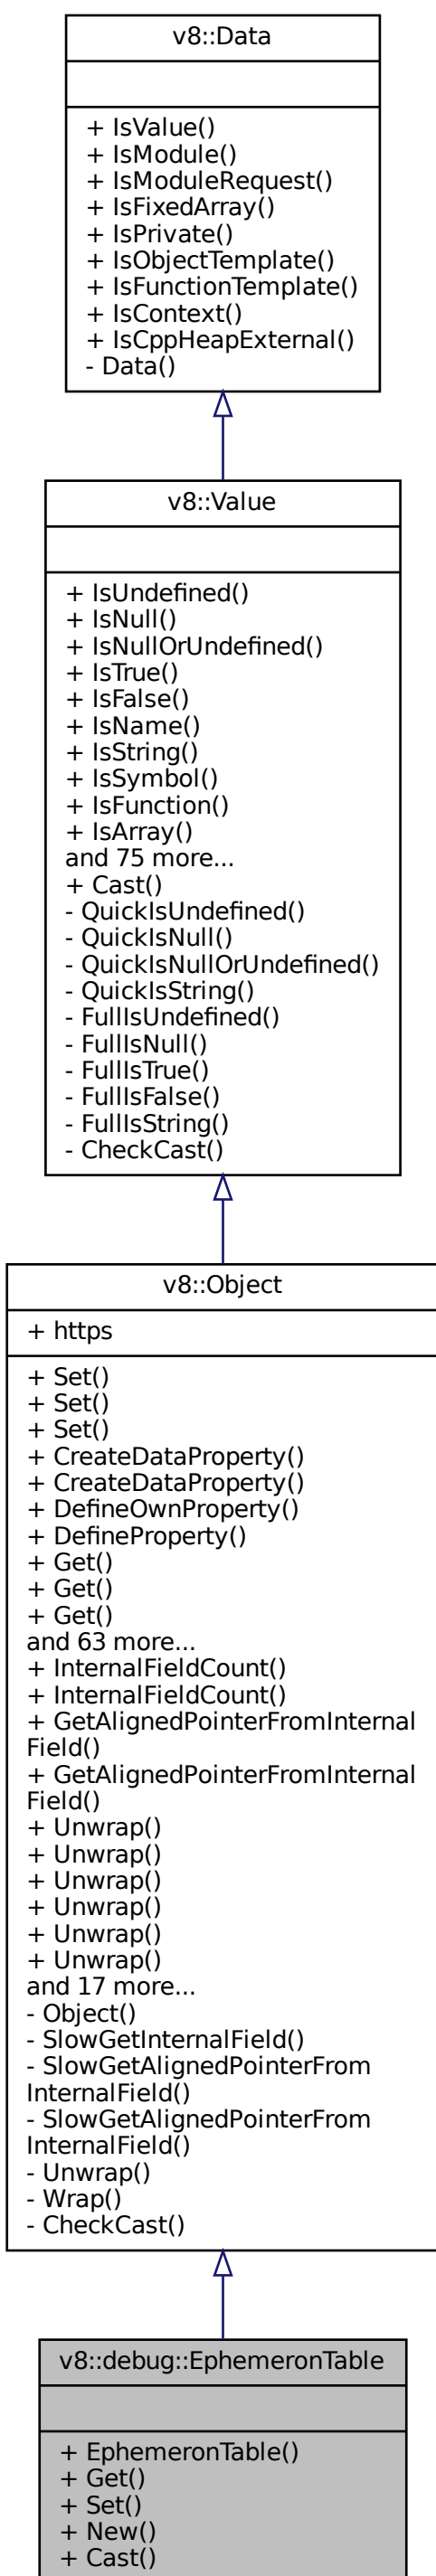 v8::Data
+ IsValue()
+ IsModule()
+ IsModuleRequest()
+ IsFixedArray()
+ IsPrivate()
+ IsObjectTemplate()
+ IsFunctionTemplate()
+ IsContext()
+ IsCppHeapExternal()
- Data()
v8::Value
+ IsUndefined()
+ IsNull()
+ IsNullOrUndefined()
+ IsTrue()
+ IsFalse()
+ IsName()
+ IsString()
+ IsSymbol()
+ IsFunction()
+ IsArray()
and 75 more...
+ Cast()
- QuickIsUndefined()
- QuickIsNull()
- QuickIsNullOrUndefined()
- QuickIsString()
- FullIsUndefined()
- FullIsNull()
- FullIsTrue()
- FullIsFalse()
- FullIsString()
- CheckCast()
v8::Object
+ https
+ Set()
+ Set()
+ Set()
+ CreateDataProperty()
+ CreateDataProperty()
+ DefineOwnProperty()
+ DefineProperty()
+ Get()
+ Get()
+ Get()
and 63 more...
+ InternalFieldCount()
+ InternalFieldCount()
+ GetAlignedPointerFromInternal
Field()
+ GetAlignedPointerFromInternal
Field()
+ Unwrap()
+ Unwrap()
+ Unwrap()
+ Unwrap()
+ Unwrap()
+ Unwrap()
and 17 more...
- Object()
- SlowGetInternalField()
- SlowGetAlignedPointerFrom
InternalField()
- SlowGetAlignedPointerFrom
InternalField()
- Unwrap()
- Wrap()
- CheckCast()
v8::debug::EphemeronTable
+ EphemeronTable()
+ Get()
+ Set()
+ New()
+ Cast()